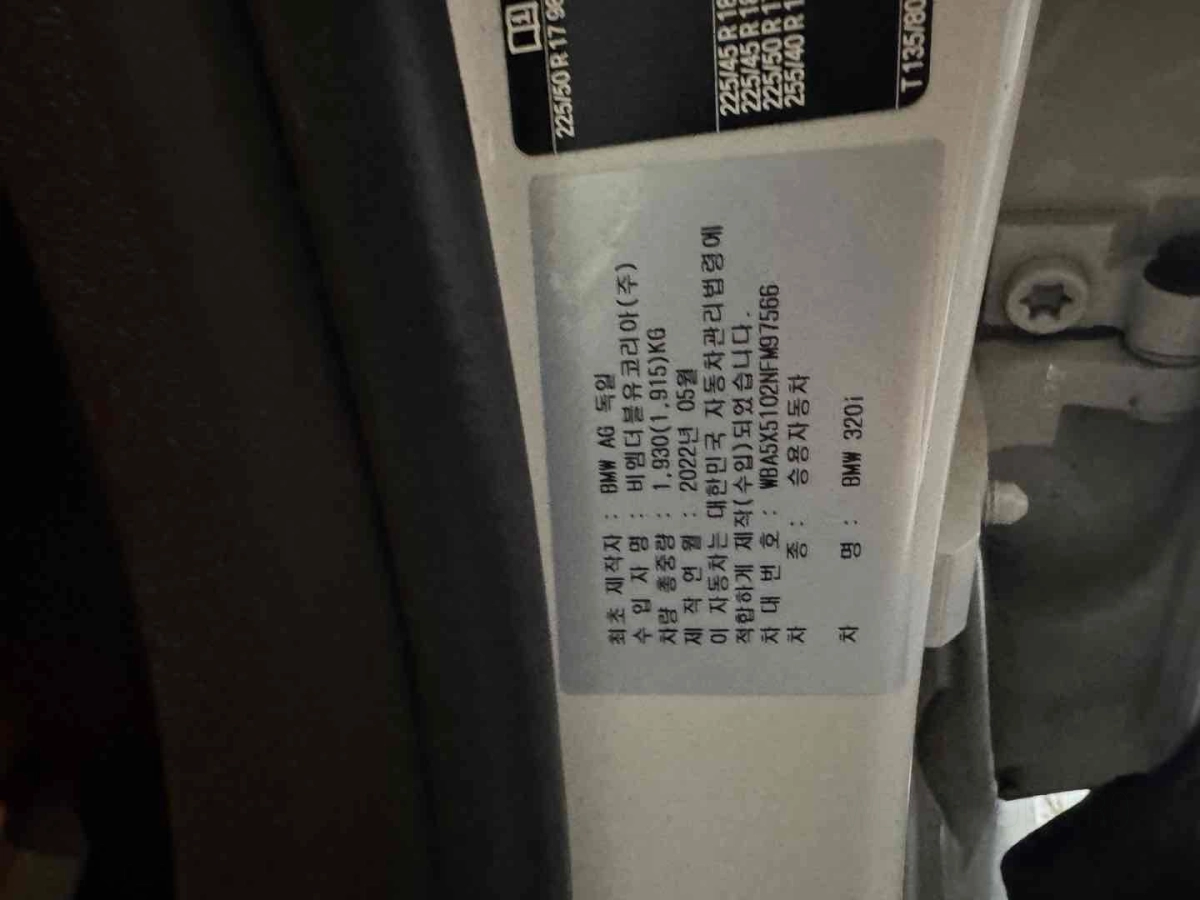 225/50 R 17 98
225/45 R 18
225/45 R 18
225/50 R 1
255/40 R 1
T 135/80
최초 제작자 : BMW AG 독일
수 입 자 명 : 비엠더블유코리아(주)
차량 총중량 : 1,930(1,915)KG
제 작 연 월 : 2022년 05월
이 자동차는 대한민국 자동차관리법령에
적합하게 제작(수입)되었습니다.
차 대 번 호 : WBA5X5102NFM97566
차 종 : 승용자동차
차 명 : BMW 320i